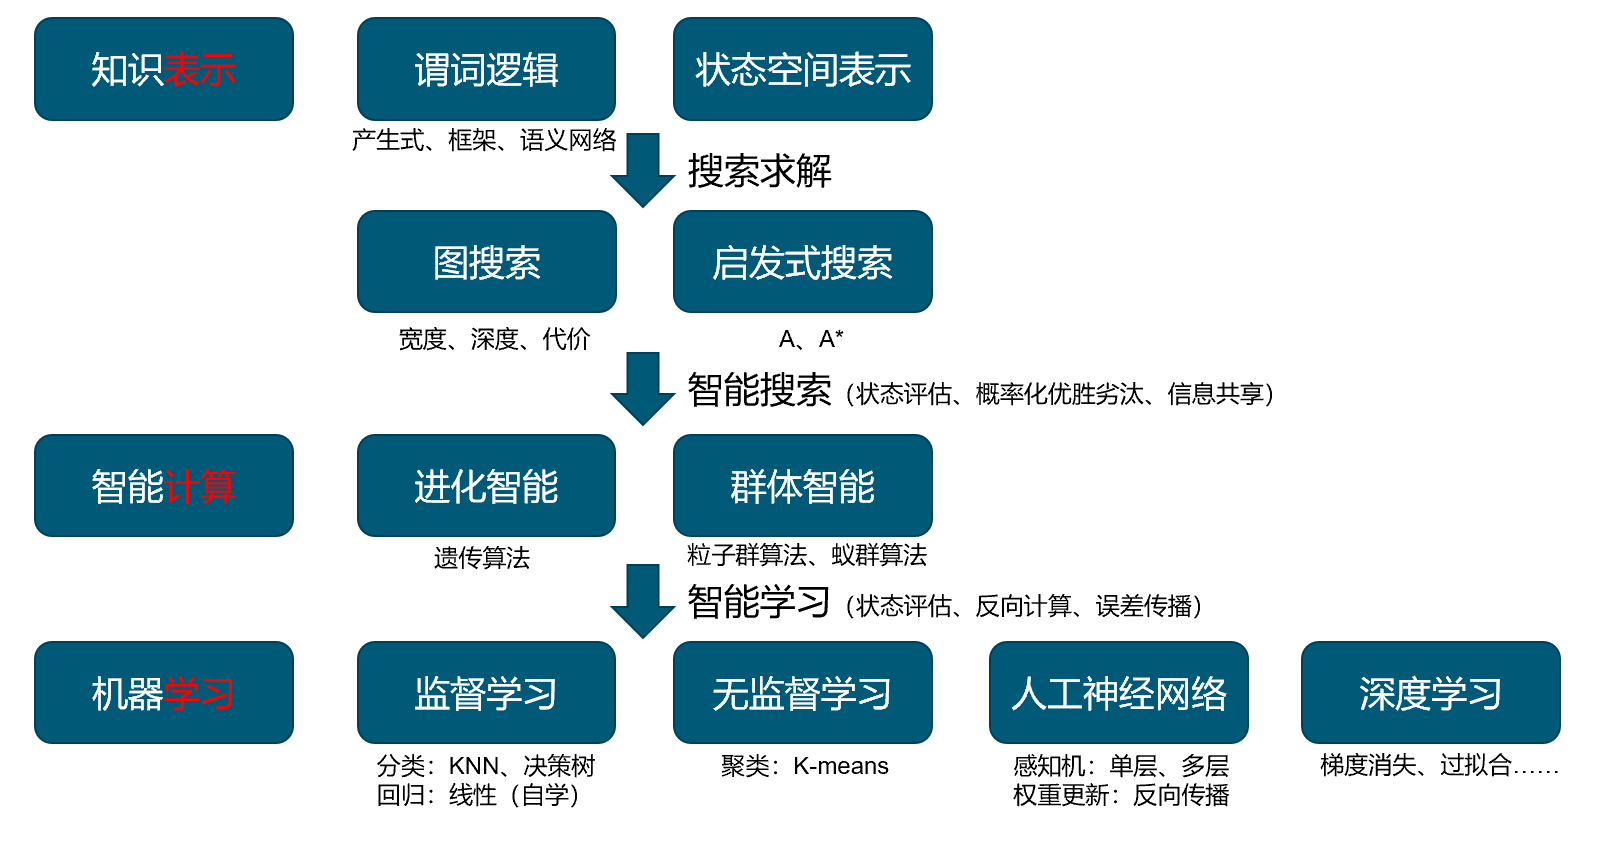 知识表示
谓词逻辑
状态空间表示
产生式、框架、语义网络
搜索求解
图搜索
启发式搜索
宽度、深度、代价
A、A*
智能搜索（状态评估、概率化优胜劣汰、信息共享）
智能计算
进化智能
群体智能
遗传算法
粒子群算法、蚁群算法
智能学习（状态评估、反向计算、误差传播）
机器学习
监督学习
无监督学习
人工神经网络
深度学习
分类：KNN、决策树
回归：线性（自学）
聚类：K-means
感知机：单层、多层
权重更新：反向传播
梯度消失、过拟合……